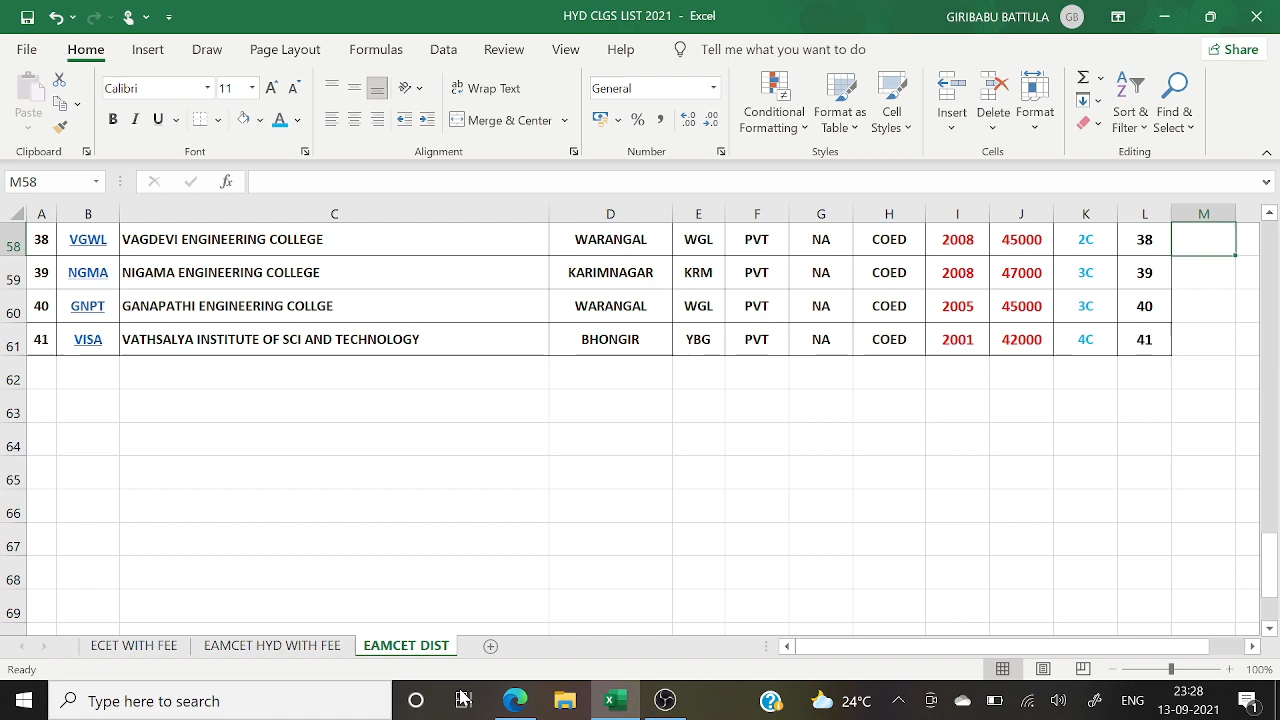 HYD CLGS LIST 2021 - Excel
GIRIBABU BATTULA GB
File Home Insert Draw Page Layout Formulas Data Review View Help Tell me what you want to do Share
Paste
Calibri 11
B I U A
Wrap Text
Merge & Center
General
% ,
Conditional Formatting
Format as Table
Cell Styles
Insert Delete Format
Sort & Filter
Find & Select
Clipboard Font Alignment Number Styles Cells Editing
M58 fx
A B C D E F G H I J K L M
58 38 VGWL VAGDEVI ENGINEERING COLLEGE WARANGAL WGL PVT NA COED 2008 45000 2C 38
59 39 NGMA NIGAMA ENGINEERING COLLEGE KARIMNAGAR KRM PVT NA COED 2008 47000 3C 39
60 40 GNPT GANAPATHI ENGINEERING COLLGE WARANGAL WGL PVT NA COED 2005 45000 3C 40
61 41 VISA VATHSALYA INSTITUTE OF SCI AND TECHNOLOGY BHONGIR YBG PVT NA COED 2001 42000 4C 41
62
63
64
65
66
67
68
69
ECET WITH FEE EAMCET HYD WITH FEE EAMCET DIST
Ready 100%
Type here to search 24°C ENG 23:28
13-09-2021